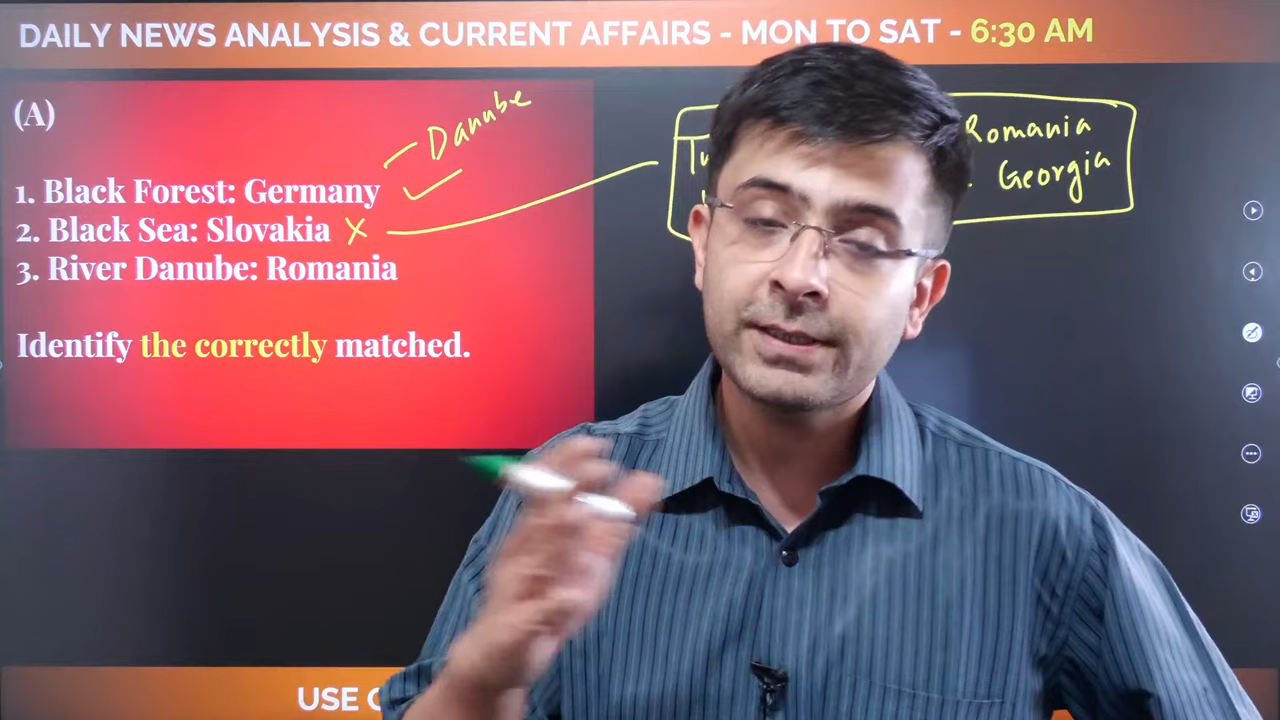 DAILY NEWS ANALYSIS & CURRENT AFFAIRS - MON TO SAT - 6:30 AM
(A)
Danube
1. Black Forest: Germany
2. Black Sea: Slovakia X
3. River Danube: Romania
Identify the correctly matched.
Romania
Georgia
USE